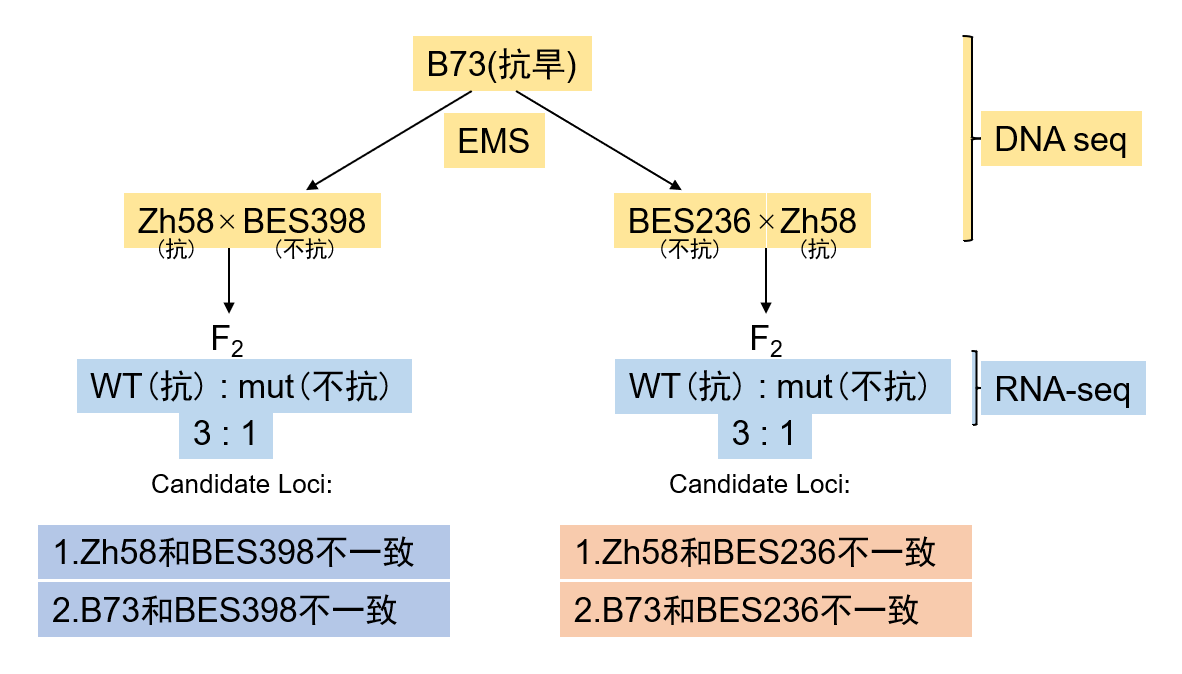 B73(抗旱)
EMS
DNA seq
Zh58×BES398
（抗）
（不抗）
BES236×Zh58
（不抗）
（抗）
F2
F2
WT（抗）: mut（不抗）
WT（抗）: mut（不抗）
RNA-seq
3 : 1
3 : 1
Candidate Loci:
Candidate Loci:
1.Zh58和BES398不一致
1.Zh58和BES236不一致
2.B73和BES398不一致
2.B73和BES236不一致